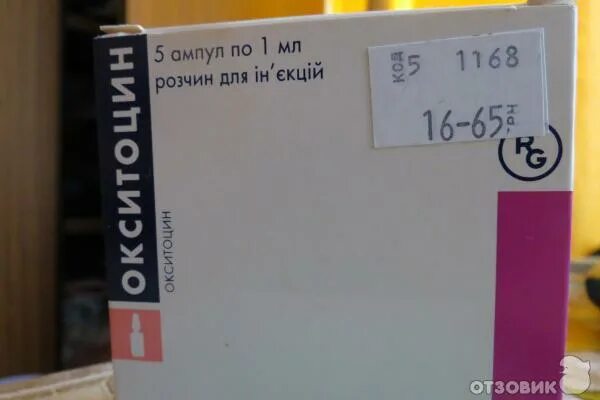 ОКСИТОЦИН
ОКСИТОЦИН
5 ампул по 1 мл
розчин для ін'єкцій
КОД 5 1168
16-65 ГРН
RG
ОТЗОВИК